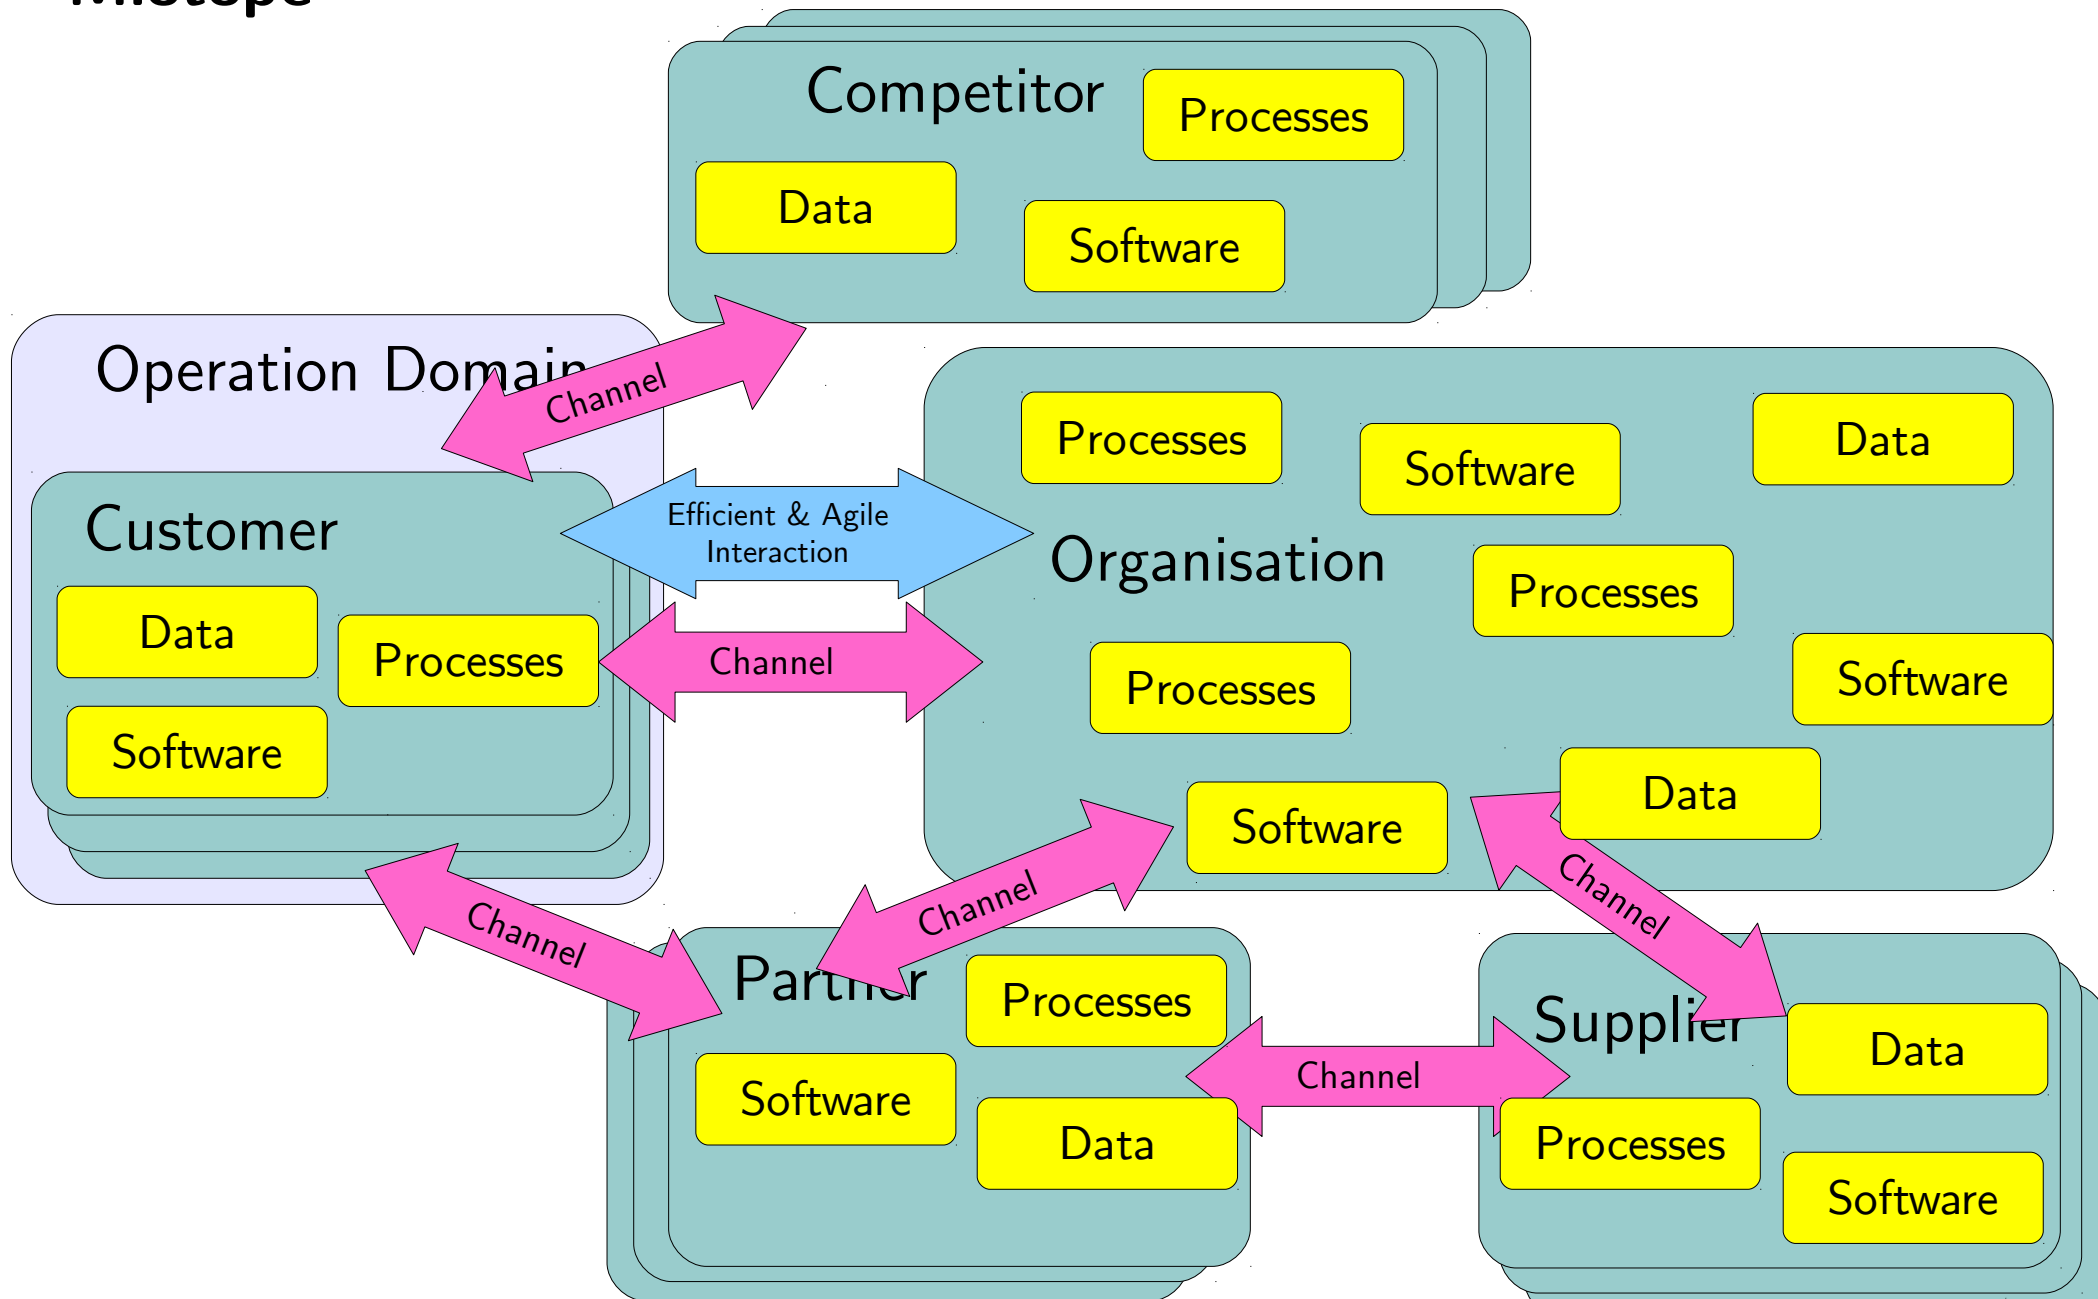 Competitor
Processes
Data
Software
Operation Domain
Channel
Customer
Data
Processes
Software
Efficient & Agile
Interaction
Channel
Organisation
Processes
Software
Data
Processes
Processes
Software
Software
Data
Channel
Channel
Channel
Partner
Processes
Software
Data
Channel
Supplier
Data
Processes
Software